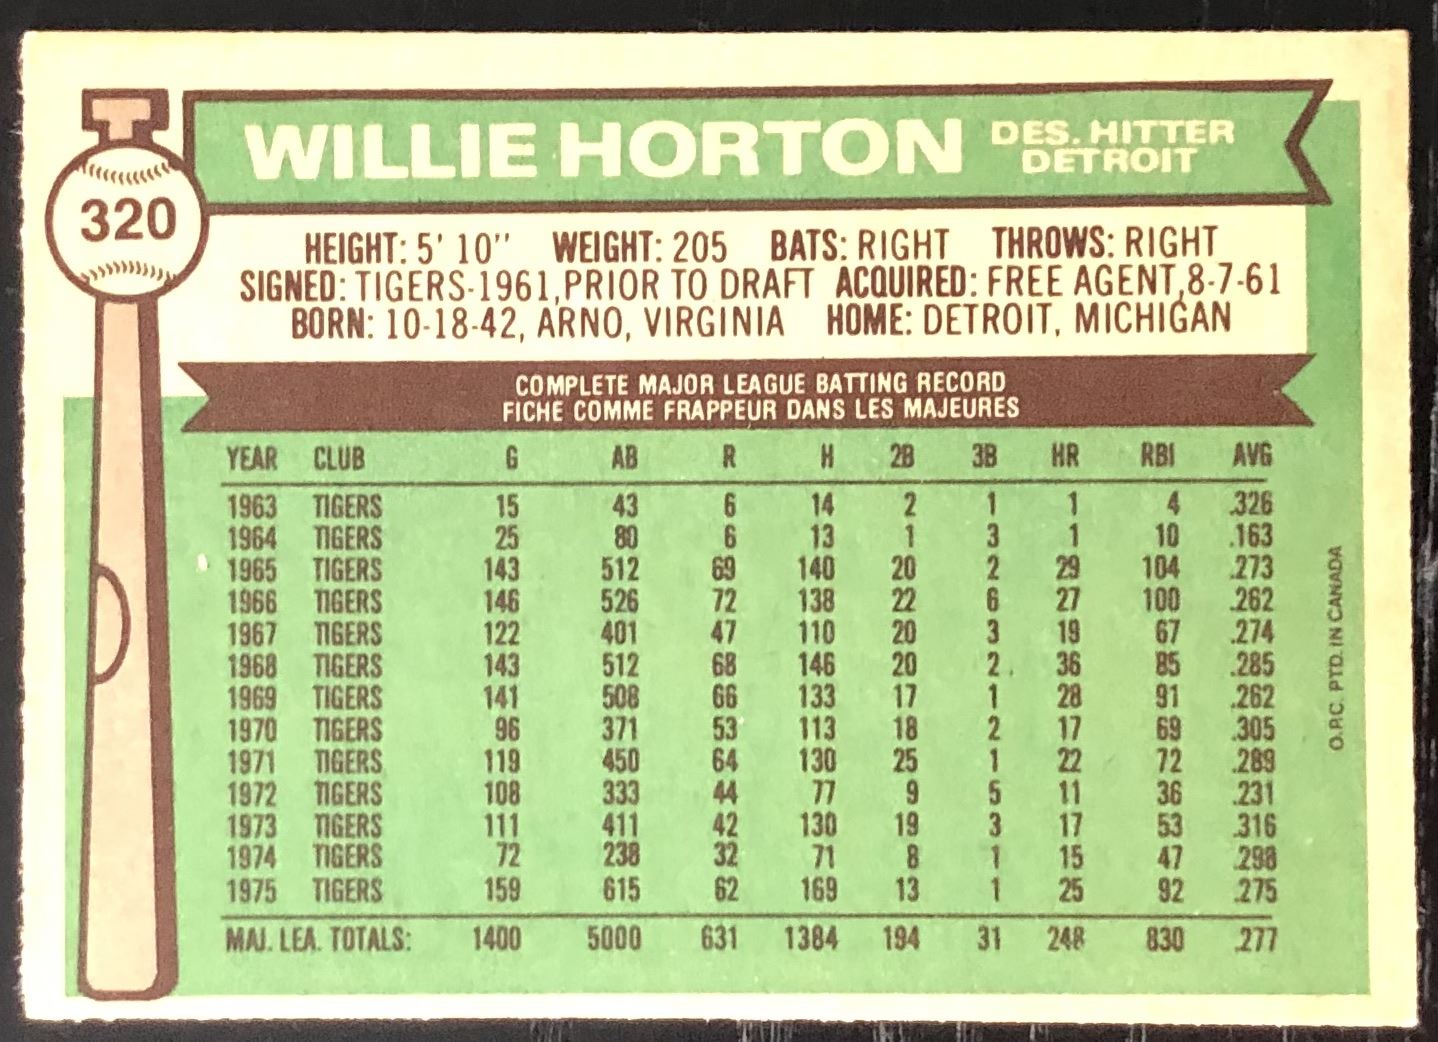 320
WILLIE HORTON DES. HITTER
DETROIT
HEIGHT: 5' 10" WEIGHT: 205 BATS: RIGHT THROWS: RIGHT
SIGNED: TIGERS-1961, PRIOR TO DRAFT ACQUIRED: FREE AGENT, 8-7-61
BORN: 10-18-42, ARNO, VIRGINIA HOME: DETROIT, MICHIGAN
COMPLETE MAJOR LEAGUE BATTING RECORD
FICHE COMME FRAPPEUR DANS LES MAJEURES
YEAR CLUB G AB R H 2B 3B HR RBI AVG
1963 TIGERS 15 43 6 14 2 1 1 4 .326
1964 TIGERS 25 80 6 13 1 3 1 10 .163
1965 TIGERS 143 512 69 140 20 2 29 104 .273
1966 TIGERS 146 526 72 138 22 6 27 100 .262
1967 TIGERS 122 401 47 110 20 3 19 67 .274
1968 TIGERS 143 512 68 146 20 2 36 85 .285
1969 TIGERS 141 508 66 133 17 1 28 91 .262
1970 TIGERS 96 371 53 113 18 2 17 69 .305
1971 TIGERS 119 450 64 130 25 1 22 72 .289
1972 TIGERS 108 333 44 77 9 5 11 36 .231
1973 TIGERS 111 411 42 130 19 3 17 53 .316
1974 TIGERS 72 238 32 71 8 1 15 47 .298
1975 TIGERS 159 615 62 169 13 1 25 92 .275
MAJ. LEA. TOTALS: 1400 5000 631 1384 194 31 248 830 .277
O.P.C. PTD. IN CANADA